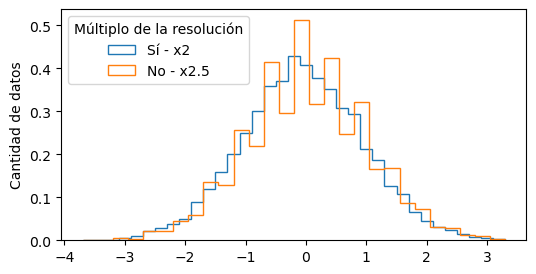 Múltiplo de la resolución
Sí - x2
No - x2.5
Cantidad de datos
0.5
0.4
0.3
0.2
0.1
0.0
−4 −3 −2 −1 0 1 2 3